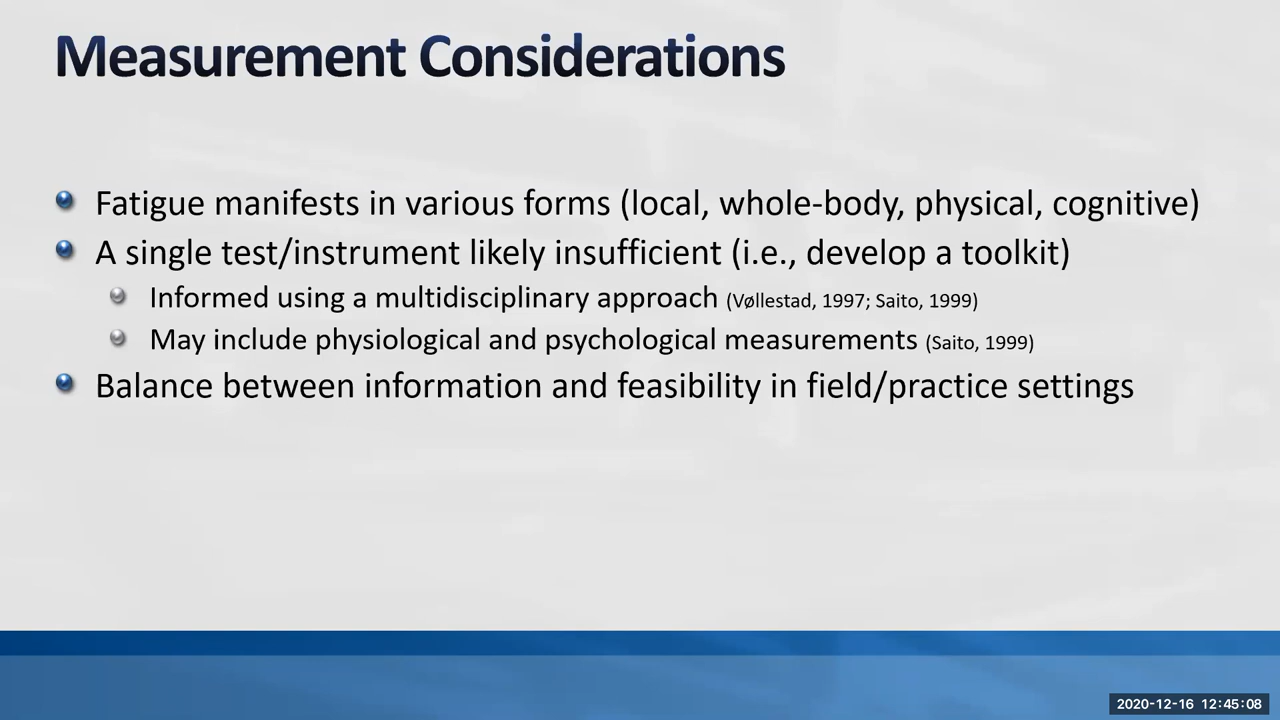 Measurement Considerations
Fatigue manifests in various forms (local, whole-body, physical, cognitive)
A single test/instrument likely insufficient (i.e., develop a toolkit)
Informed using a multidisciplinary approach (Vøllestad, 1997; Saito, 1999)
May include physiological and psychological measurements (Saito, 1999)
Balance between information and feasibility in field/practice settings
2020-12-16 12:45:08